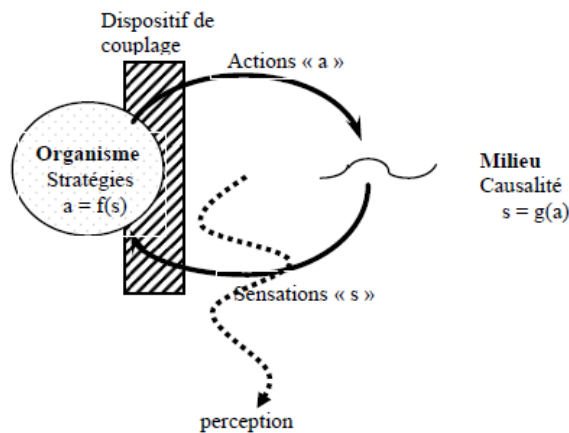 Dispositif de
couplage
Actions « a »
Organisme
Stratégies
a = f(s)
Milieu
Causalité
s = g(a)
Sensations « s »
perception